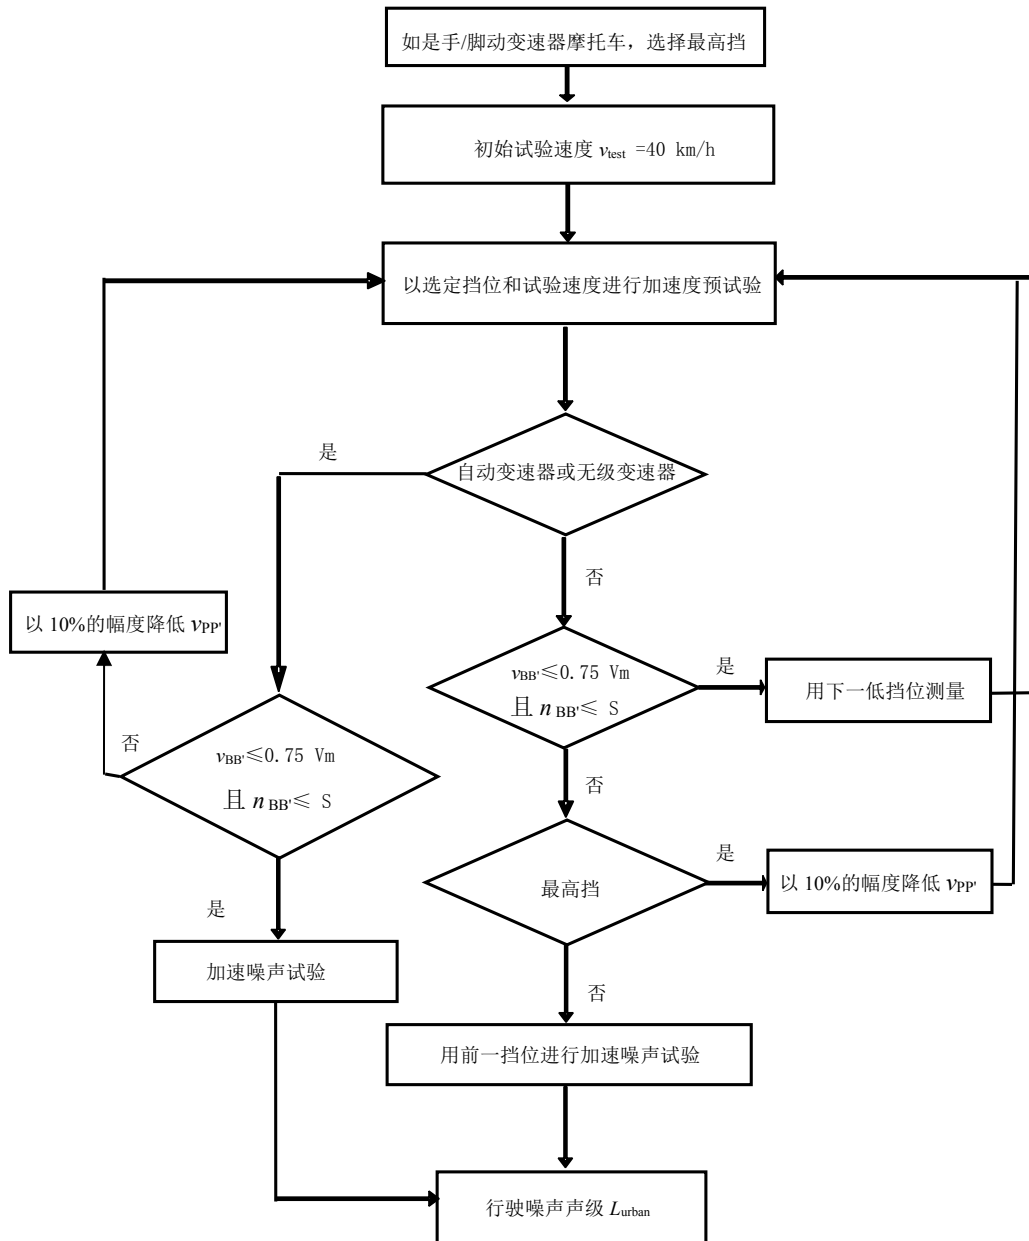 如是手/脚动变速器摩托车，选择最高挡
初始试验速度 vtest =40 km/h
以选定挡位和试验速度进行加速度预试验
是
自动变速器或无级变速器
否
以 10%的幅度降低 vPP'
vBB'≤0.75 Vm
且 n BB'≤ S
是
用下一低挡位测量
否
vBB'≤0.75 Vm
且 n BB'≤ S
否
最高挡
是
以 10%的幅度降低 vPP'
是
加速噪声试验
否
用前一挡位进行加速噪声试验
行驶噪声声级 Lurban